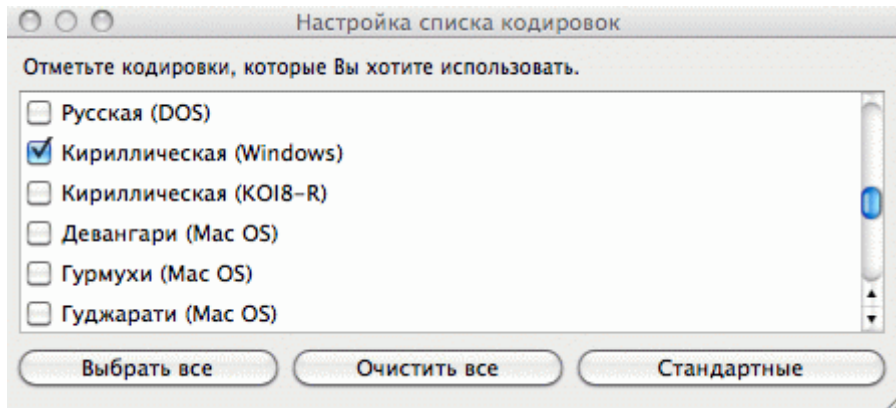 Настройка списка кодировок
Отметьте кодировки, которые Вы хотите использовать.
Русская (DOS)
Кириллическая (Windows)
Кириллическая (KOI8-R)
Девангари (Mac OS)
Гурмухи (Mac OS)
Гуджарати (Mac OS)
Выбрать все
Очистить все
Стандартные